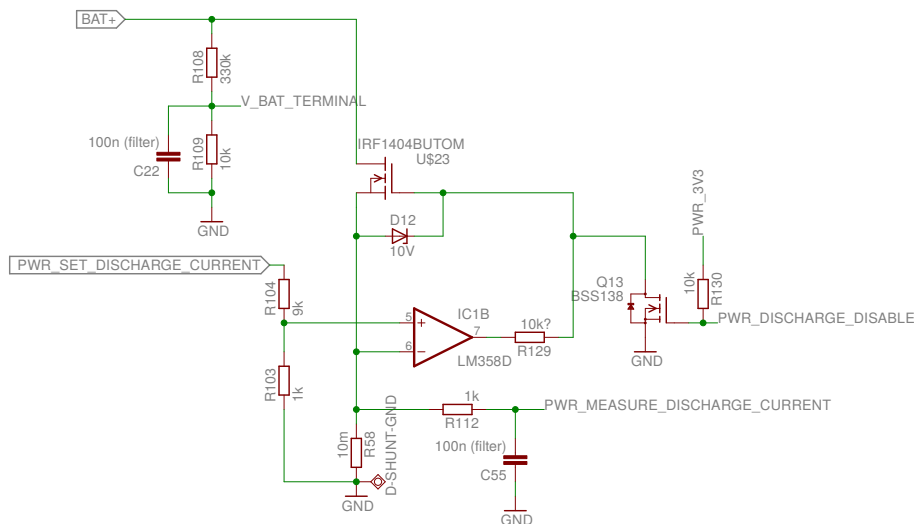 BAT+
R108
330k
V_BAT_TERMINAL
100n (filter)
C22
R109
10k
GND
IRF1404BUTOM
U$23
D12
10V
PWR_3V3
Q13
BSS138
10k
R130
PWR_DISCHARGE_DISABLE
GND
PWR_SET_DISCHARGE_CURRENT
R104
9k
5
+
6
−
7
IC1B
LM358D
10k?
R129
R103
1k
1k
R112
PWR_MEASURE_DISCHARGE_CURRENT
10m
R58
D-SHUNT-GND
100n (filter)
C55
GND
GND